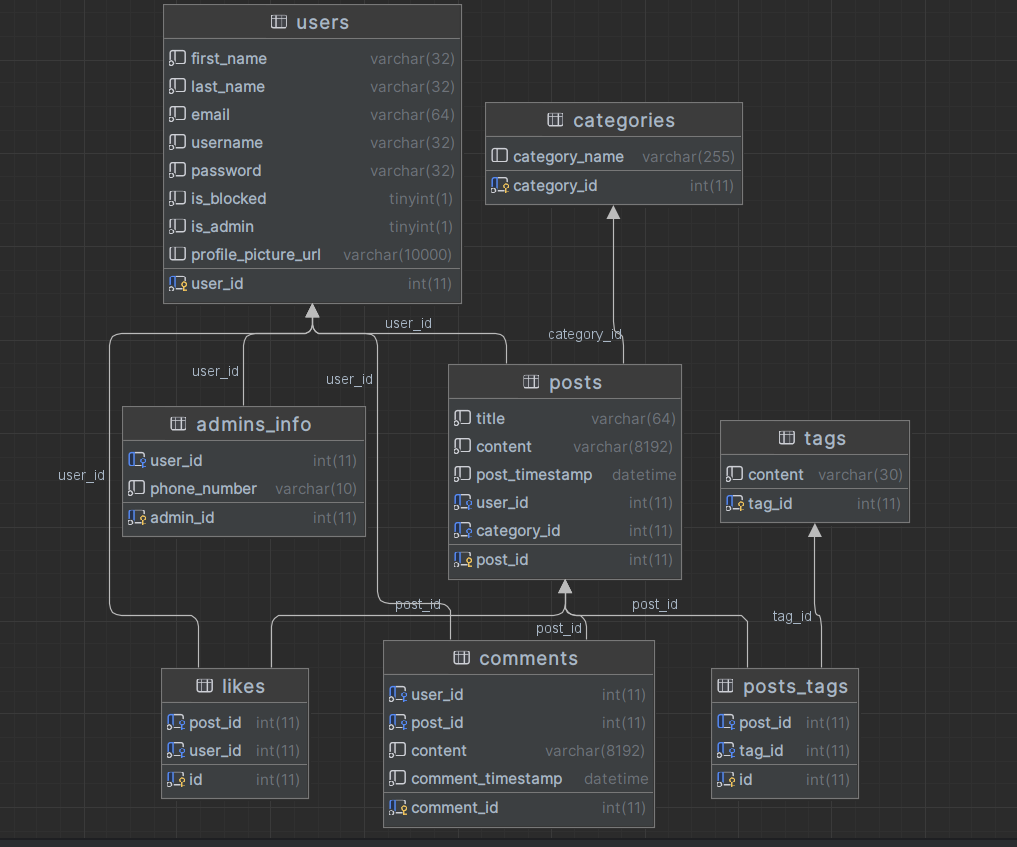 users
first_name varchar(32)
last_name varchar(32)
email varchar(64)
username varchar(32)
password varchar(32)
is_blocked tinyint(1)
is_admin tinyint(1)
profile_picture_url varchar(10000)
user_id int(11)
categories
category_name varchar(255)
category_id int(11)
user_id
category_id
user_id
user_id
user_id
posts
title varchar(64)
content varchar(8192)
post_timestamp datetime
user_id int(11)
category_id int(11)
post_id int(11)
admins_info
user_id int(11)
phone_number varchar(10)
admin_id int(11)
tags
content varchar(30)
tag_id int(11)
post_id
post_id
post_id
tag_id
likes
post_id int(11)
user_id int(11)
id int(11)
comments
user_id int(11)
post_id int(11)
content varchar(8192)
comment_timestamp datetime
comment_id int(11)
posts_tags
post_id int(11)
tag_id int(11)
id int(11)